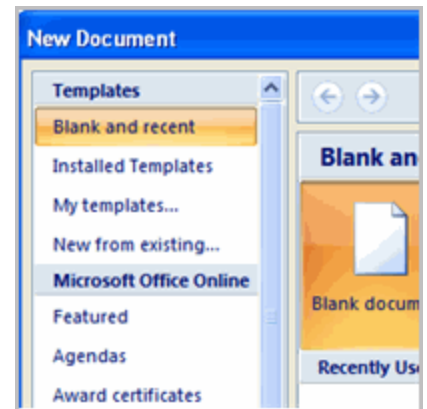 New Document
Templates
Blank and recent
Installed Templates
My templates...
New from existing...
Microsoft Office Online
Featured
Agendas
Award certificates
Blank an
Blank docum
Recently Us